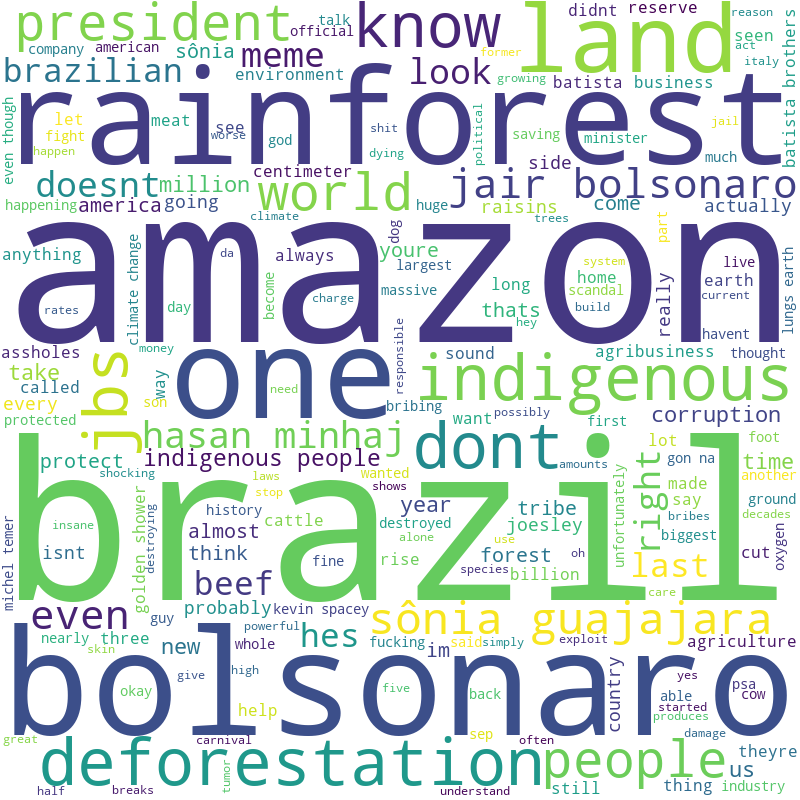 president
sônia
talk
official
know
didnt
reserve
land
reason
act
italy
seen
former
company
american
meme
brazilian
environment
look
growing
batista
business
batista brothers
rainforest
even though
let
fight
happen
meat
see
worse
god
shit
dying
political
saving
minister
jail
much
centimeter
side
doesnt
million
world
jair bolsonaro
happening
america
going
climate
huge
raisins
come
trees
actually
part
amazon
anything
climate change
da
always
dog
youre
largest
long
home
system
live
earth
lungs earth
rates
day
become
charge
massive
thats
scandal
build
really
current
hey
havent
assholes
money
one
responsible
sound
agribusiness
thought
take
jbs
way
called
son
need
bribing
indigenous
every
want
possibly
first
corruption
protected
hasan minhaj
dont
lot
foot
protect
shocking
indigenous people
laws
stop
wanted
shows
amounts
unfortunately
right
gon na
another
time
brazil
michel temer
insane
isnt
golden shower
destroying
history
almost
think
cattle
fine
year
destroyed
alone
rise
use
species
oh
tribe
joesley
forest
billion
made
say
ground
bribes
decades
biggest
cut
oxygen
last
care
even
beef
probably
guy
kevin spacey
powerful
sônia guajajara
nearly three
skin
new
whole
hes
fucking
said
simply
exploit
agriculture
im
bolsonaro
okay
give
high
five
back
country
able
yes
psa
cow
started
produces
help
sep
damage
great
carnival
often
deforestation
people
us
theyre
half
breaks
tumor
understand
still
thing
industry